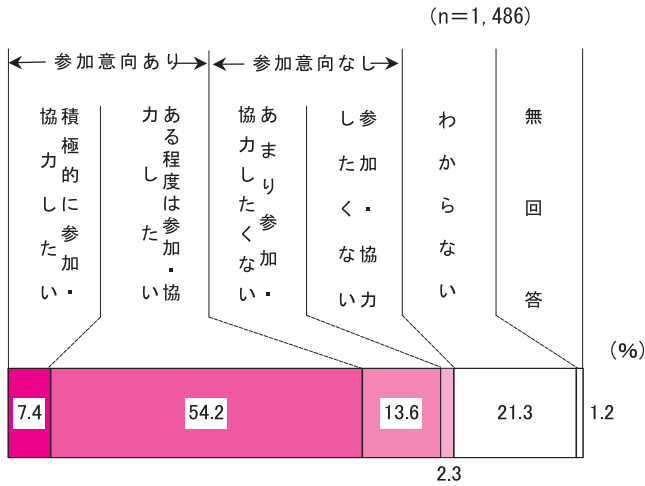 (n=1,486)
参加意向あり
参加意向なし
積極的に参加・
協力したい
ある程度は参加・協
力したい
あまり参加・
協力したくない
参加・協力
したくない
わからない
無回答
(%)
7.4
54.2
13.6
2.3
21.3
1.2